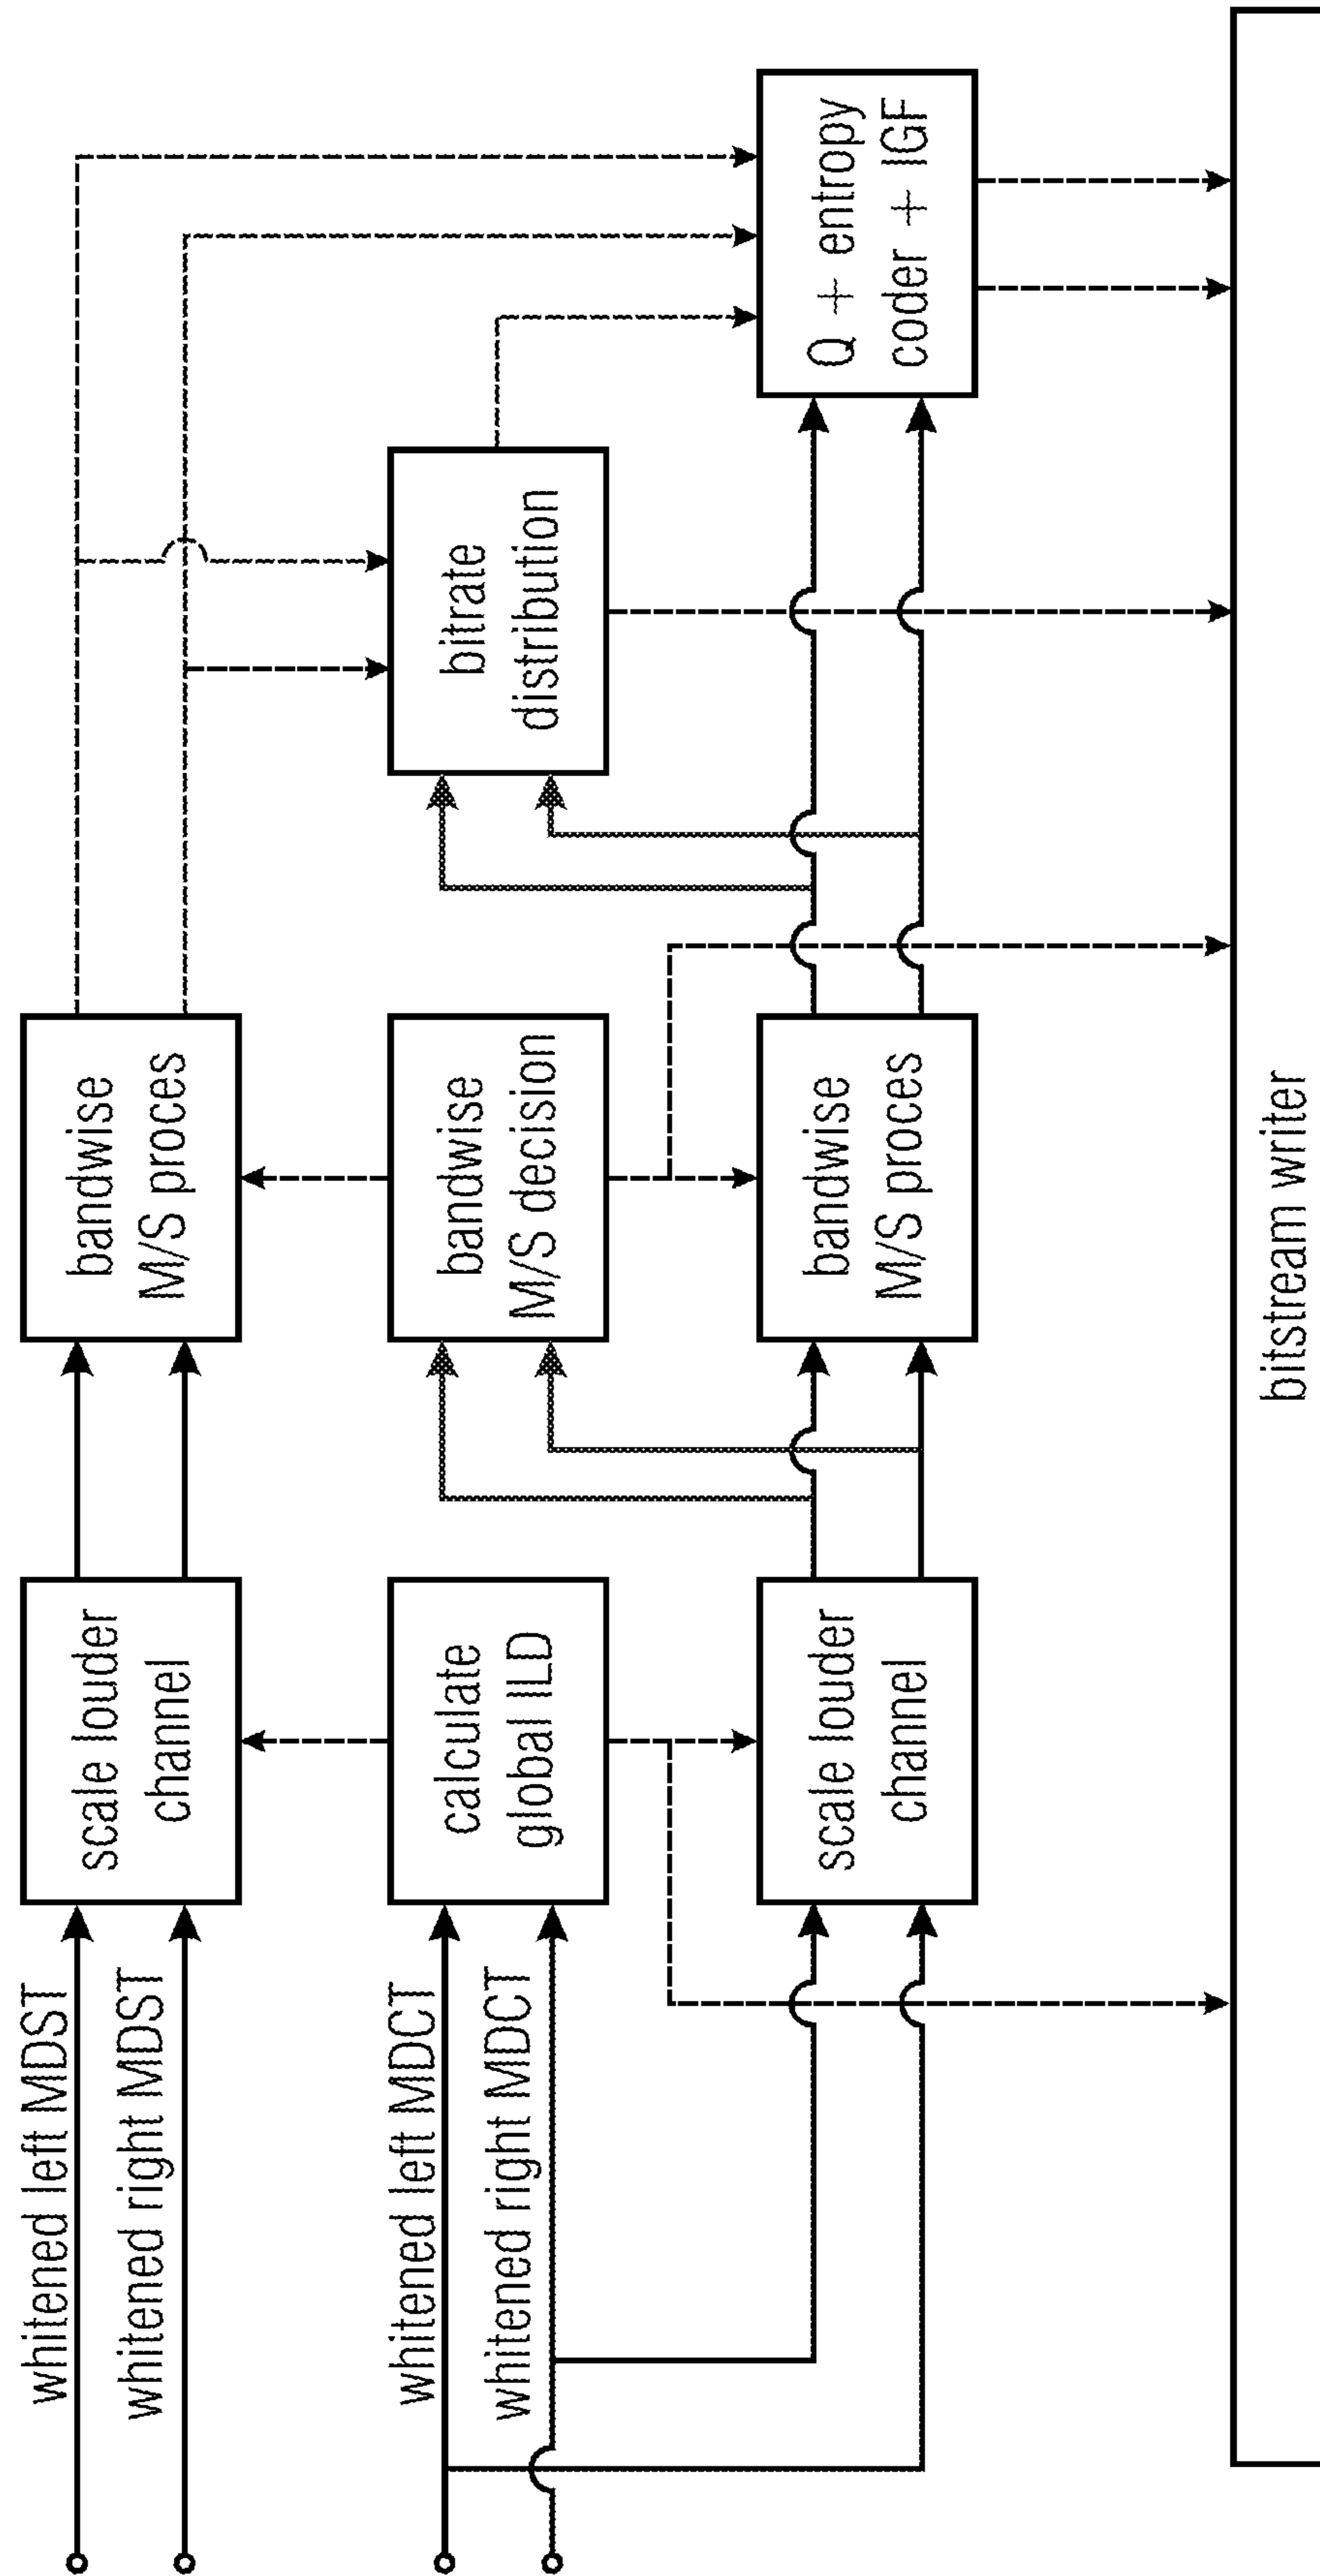 whitened left MDST
whitened right MDST
scale louder
channel
bandwise
M/S proces
whitened left MDCT
whitened right MDCT
calculate
global ILD
bandwise
M/S decision
bitrate
distribution
scale louder
channel
bandwise
M/S proces
Q + entropy
coder + IGF
bitstream writer